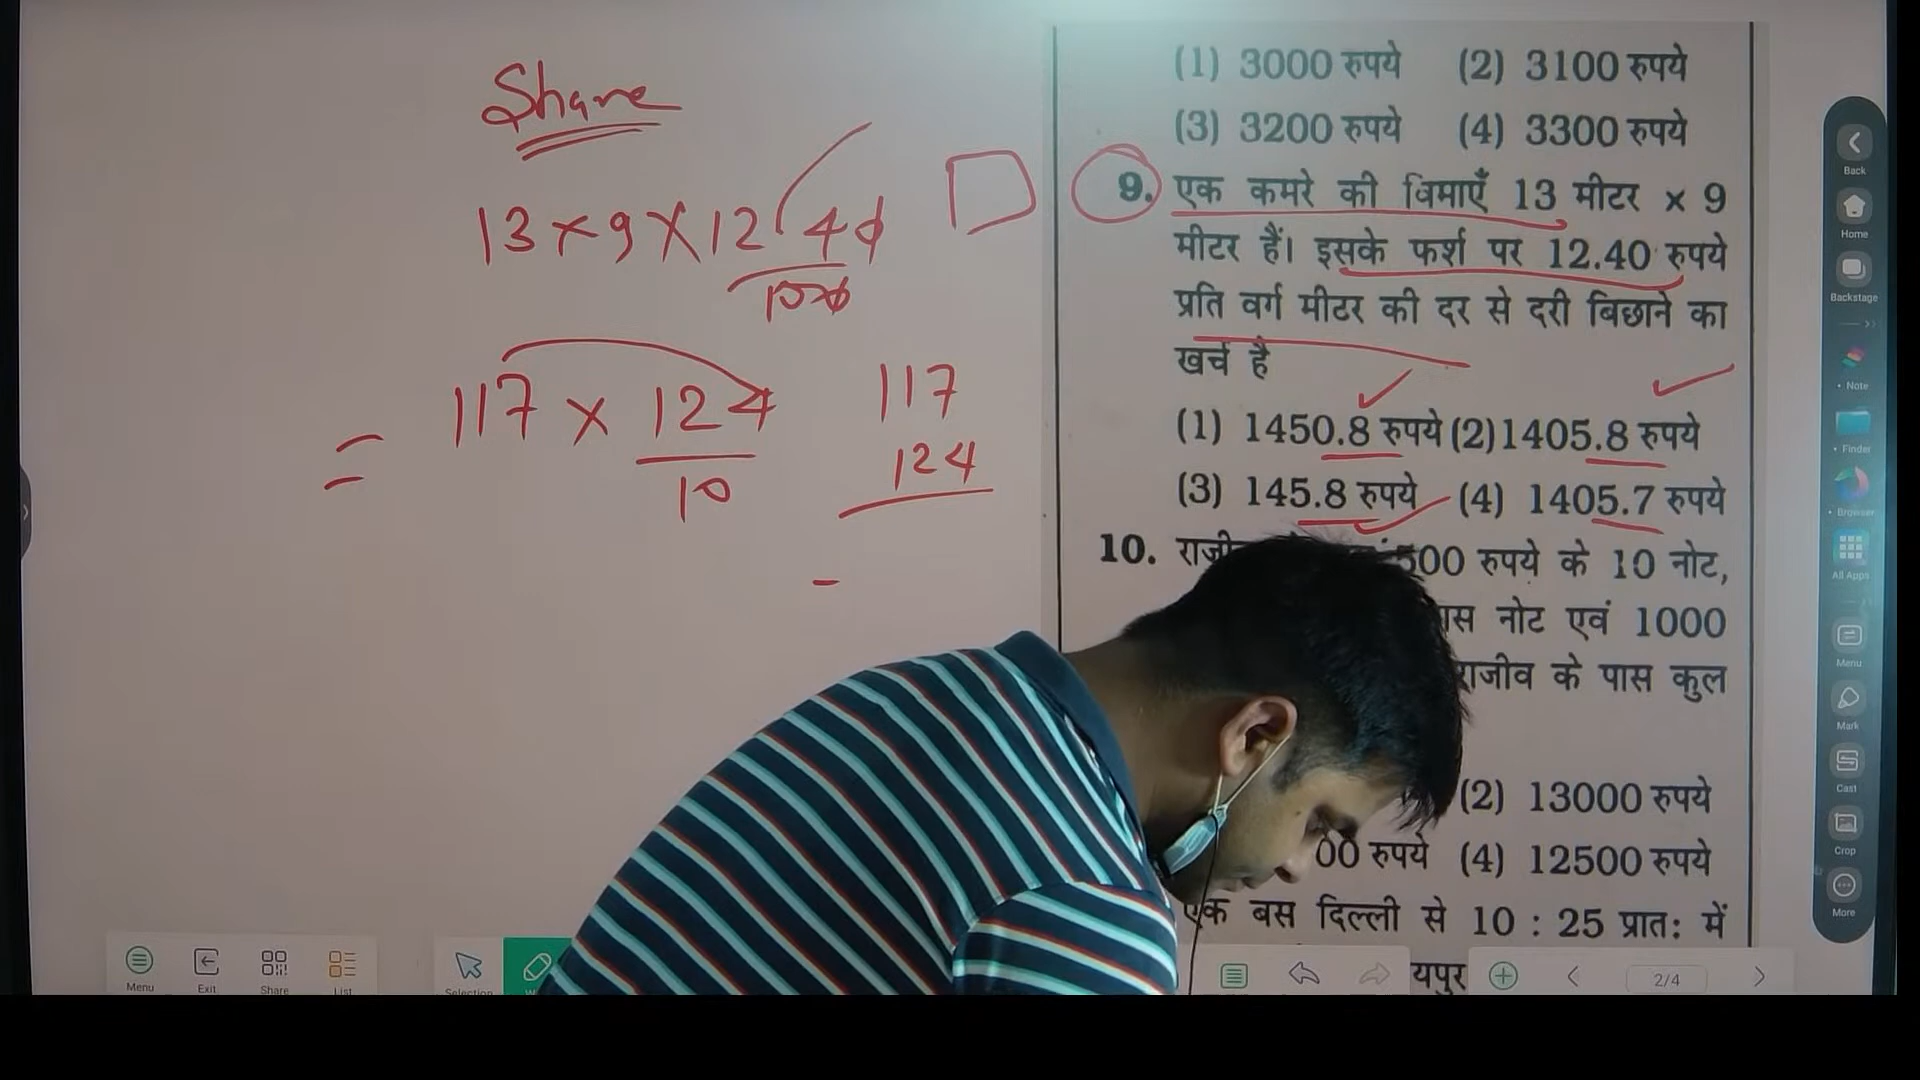 Share
13 × 9 × 12.40
100
= 117 × 124
10
117
124
(1) 3000 रुपये (2) 3100 रुपये
(3) 3200 रुपये (4) 3300 रुपये
9. एक कमरे की विमाएँ 13 मीटर × 9
मीटर हैं। इसके फर्श पर 12.40 रुपये
प्रति वर्ग मीटर की दर से दरी बिछाने का
खर्च है
(1) 1450.8 रुपये (2) 1405.8 रुपये
(3) 145.8 रुपये (4) 1405.7 रुपये
10. 500 रुपये के 10 नोट,
नोट एवं 1000
राजीव के पास कुल
(2) 13000 रुपये
00 रुपये (4) 12500 रुपये
एक बस दिल्ली से 10 : 25 प्रातः में
यपुर
Back
Home
Backstage
Note
Finder
Browser
All Apps
Menu
Mark
Cast
Crop
More
Menu
Exit
Share
List
Selection
2/4